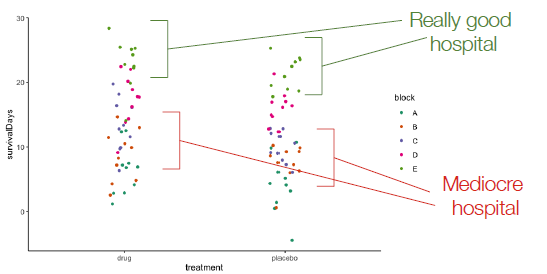 Really good
hospital
30
20
10
0
survivalDays
drug
placebo
treatment
block
A
B
C
D
E
Mediocre
hospital